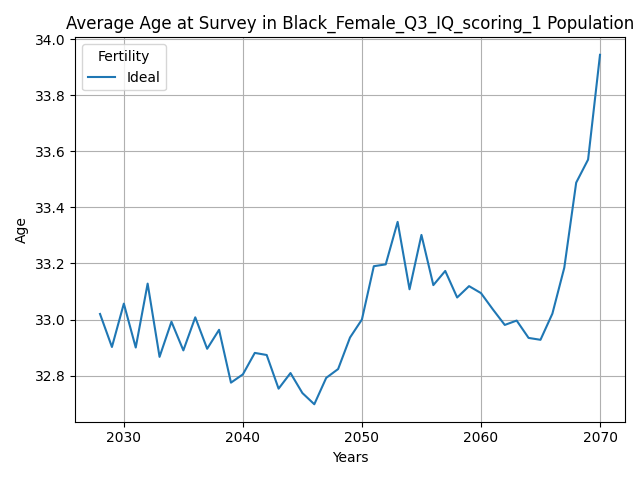 Average Age at Survey in Black_Female_Q3_IQ_scoring_1 Population
34.0
33.8
33.6
33.4
33.2
33.0
32.8
Age
Fertility
Ideal
2030 2040 2050 2060 2070
Years